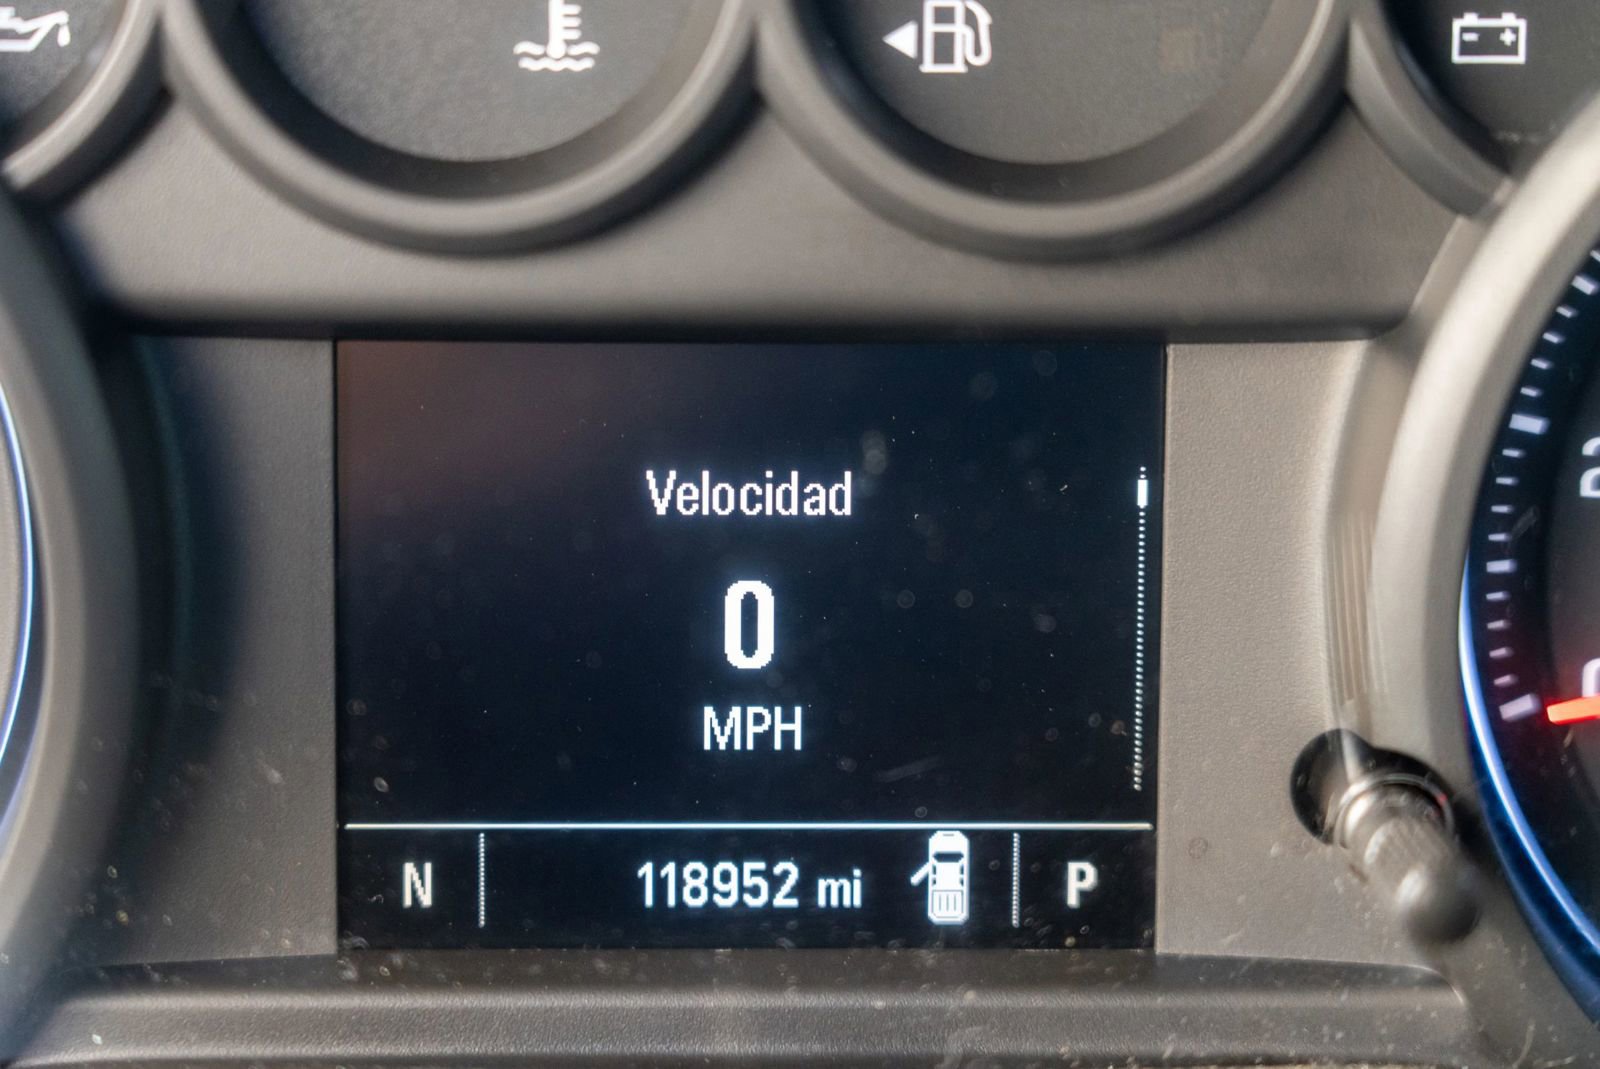 Velocidad
0
MPH
N 118952 mi P